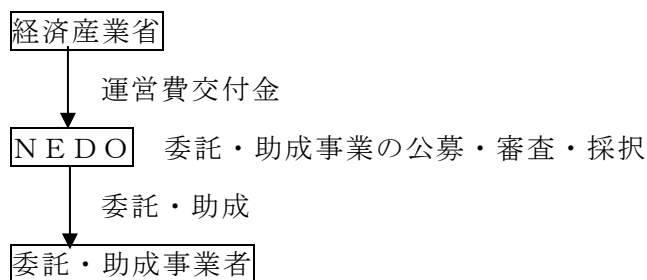 経済産業省
運営費交付金
ＮＥＤＯ 委託・助成事業の公募・審査・採択
委託・助成
委託・助成事業者